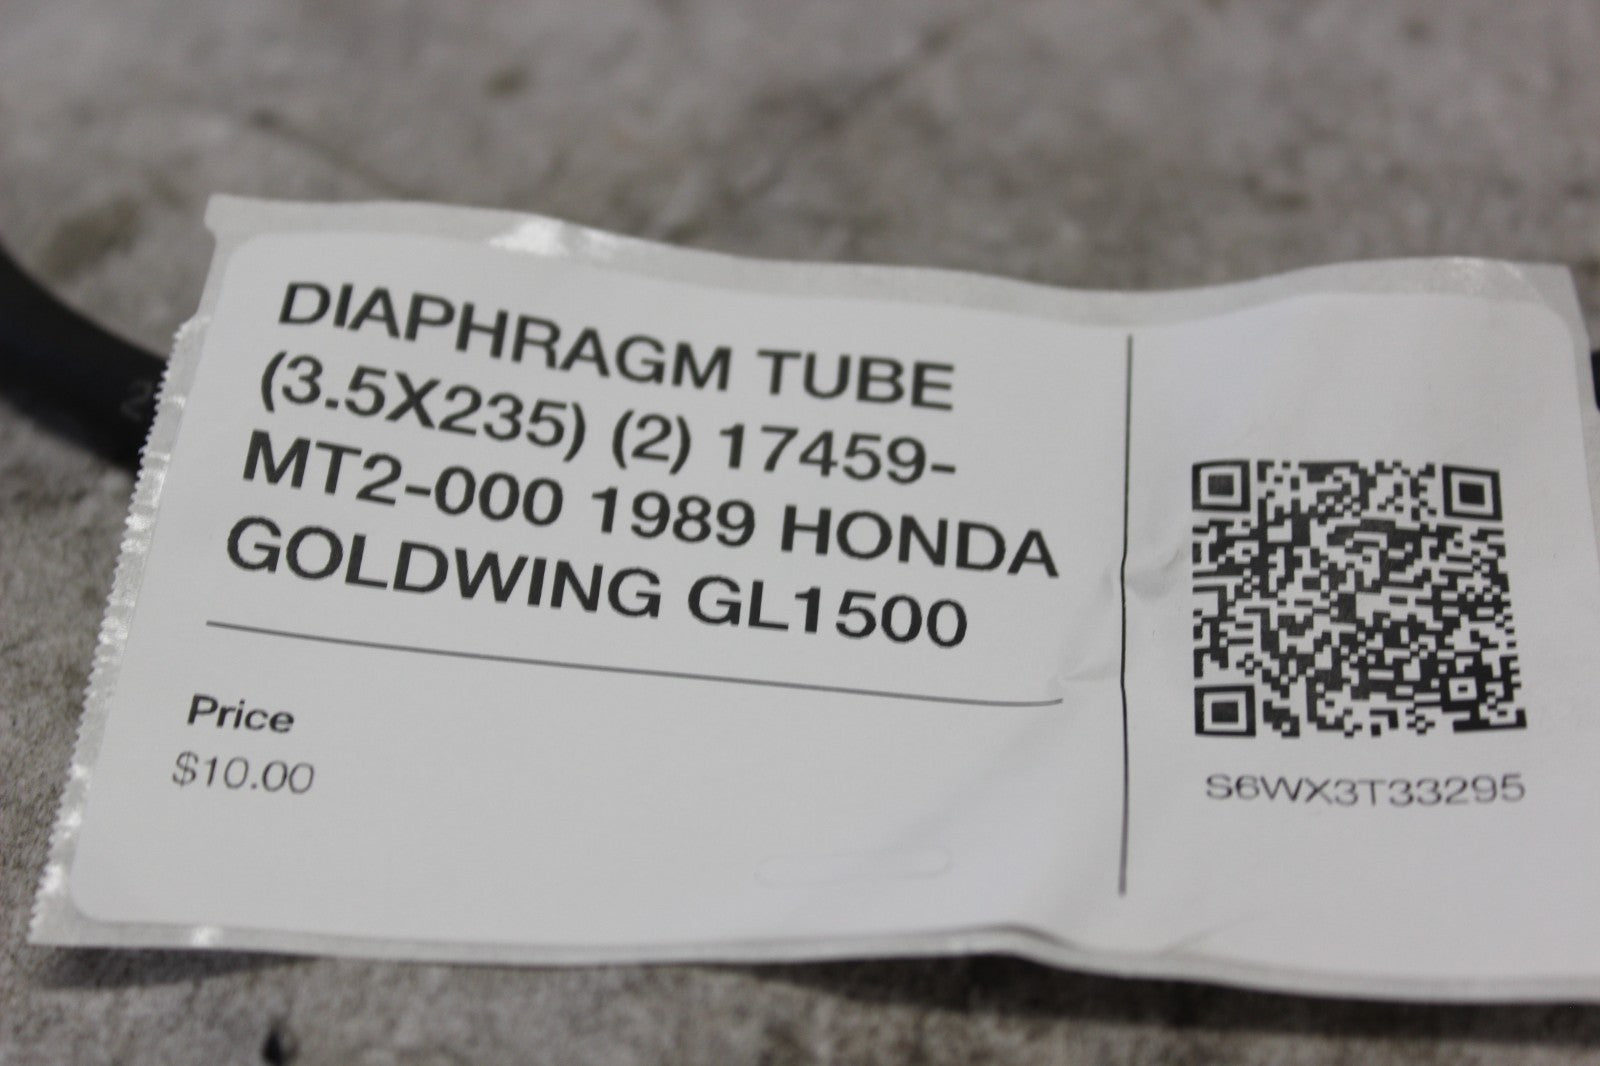 DIAPHRAGM TUBE
(3.5X235) (2) 17459-
MT2-000 1989 HONDA
GOLDWING GL1500
Price
$10.00
S6WX3T33295